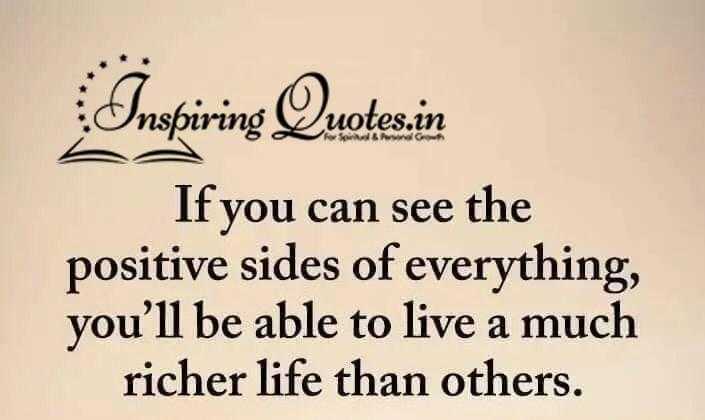 Inspiring Quotes.in
For Spiritual & Personal Growth
If you can see the
positive sides of everything,
you’ll be able to live a much
richer life than others.